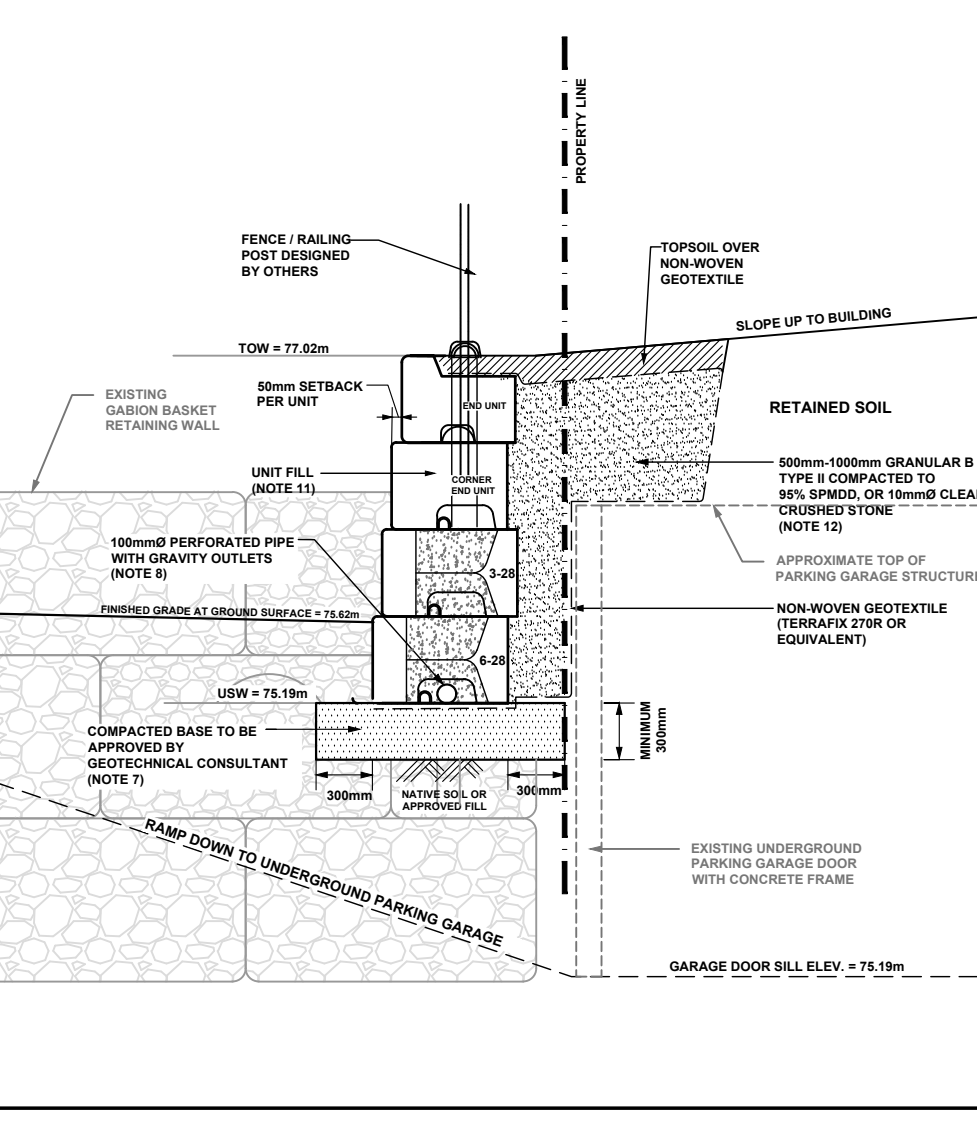 PROPERTY LINE
FENCE / RAILING
POST DESIGNED
BY OTHERS
TOPSOIL OVER
NON-WOVEN
GEOTEXTILE
SLOPE UP TO BUILDING
TOW = 77.02m
50mm SETBACK
PER UNIT
EXISTING
GABION BASKET
RETAINING WALL
END UNIT
RETAINED SOIL
UNIT FILL
(NOTE 11)
CORNER
END UNIT
500mm-1000mm GRANULAR B
TYPE II COMPACTED TO
95% SPMDD, OR 10mmØ CLEA
CRUSHED STONE
(NOTE 12)
100mmØ PERFORATED PIPE
WITH GRAVITY OUTLETS
(NOTE 8)
3-28
APPROXIMATE TOP OF
PARKING GARAGE STRUCTURE
FINISHED GRADE AT GROUND SURFACE = 75.62m
NON-WOVEN GEOTEXTILE
(TERRAFIX 270R OR
EQUIVALENT)
6-28
USW = 75.19m
COMPACTED BASE TO BE
APPROVED BY
GEOTECHNICAL CONSULTANT
(NOTE 7)
MINIMUM
300mm
300mm
NATIVE SOIL OR
APPROVED FILL
300mm
RAMP DOWN TO UNDERGROUND PARKING GARAGE
EXISTING UNDERGROUND
PARKING GARAGE DOOR
WITH CONCRETE FRAME
GARAGE DOOR SILL ELEV. = 75.19m